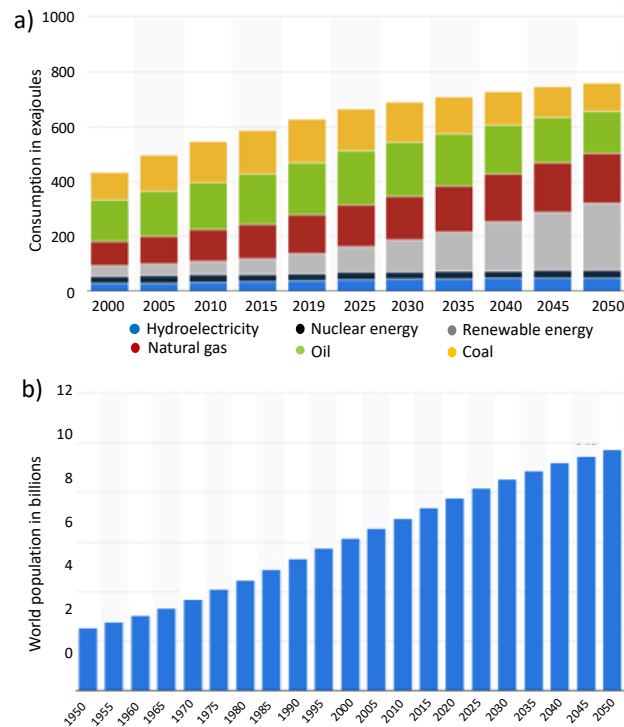 a)
Consumption in exajoules
1000
800
600
400
200
0
2000 2005 2010 2015 2019 2025 2030 2035 2040 2045 2050
Hydroelectricity Nuclear energy Renewable energy
Natural gas Oil Coal
b)
World population in billions
12
10
8
6
4
2
0
1950 1955 1960 1965 1970 1975 1980 1985 1990 1995 2000 2005 2010 2015 2020 2025 2030 2035 2040 2045 2050